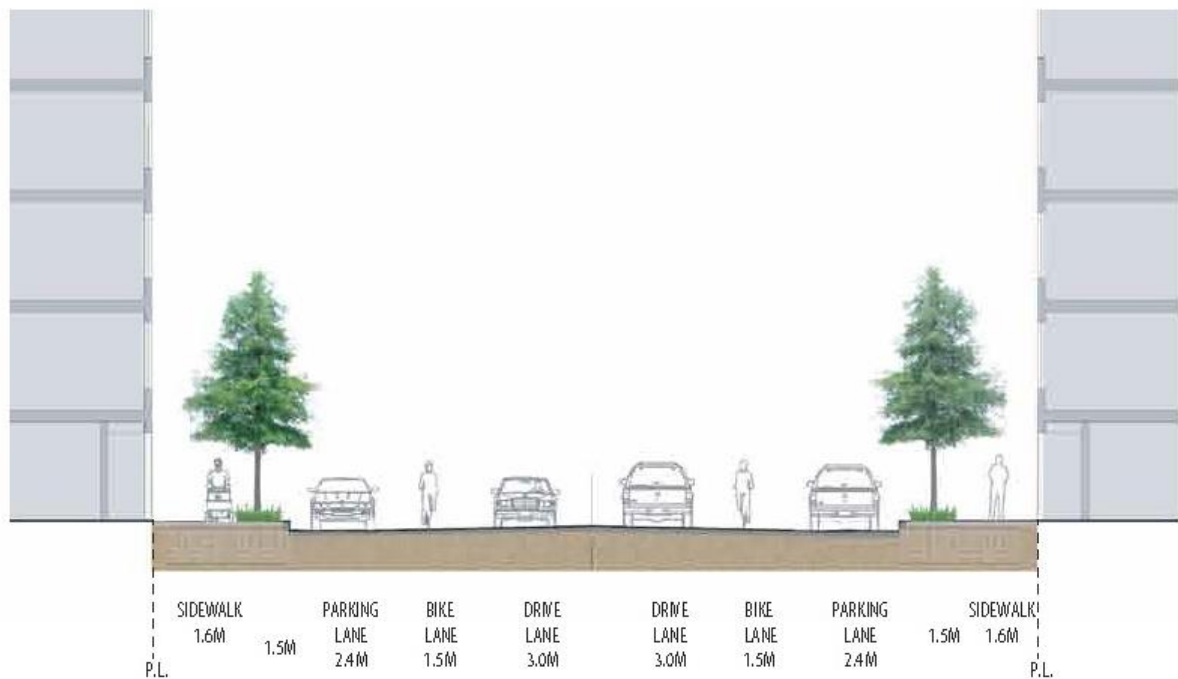 SIDEWALK
1.6M
1.5M
PARKING
LANE
2.4M
BIKE
LANE
1.5M
DRIVE
LANE
3.0M
DRIVE
LANE
3.0M
BIKE
LANE
1.5M
PARKING
LANE
2.4M
1.5M
SIDEWALK
1.6M
P.L.
P.L.